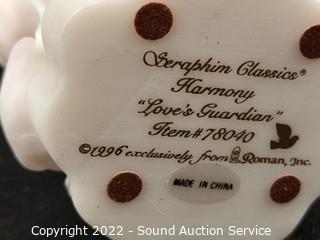 Seraphim Classics®
Harmony
"Love's Guardian"
Item#78040
©1996 exclusively from Roman, Inc.
MADE IN CHINA
Copyright 2022 - Sound Auction Service